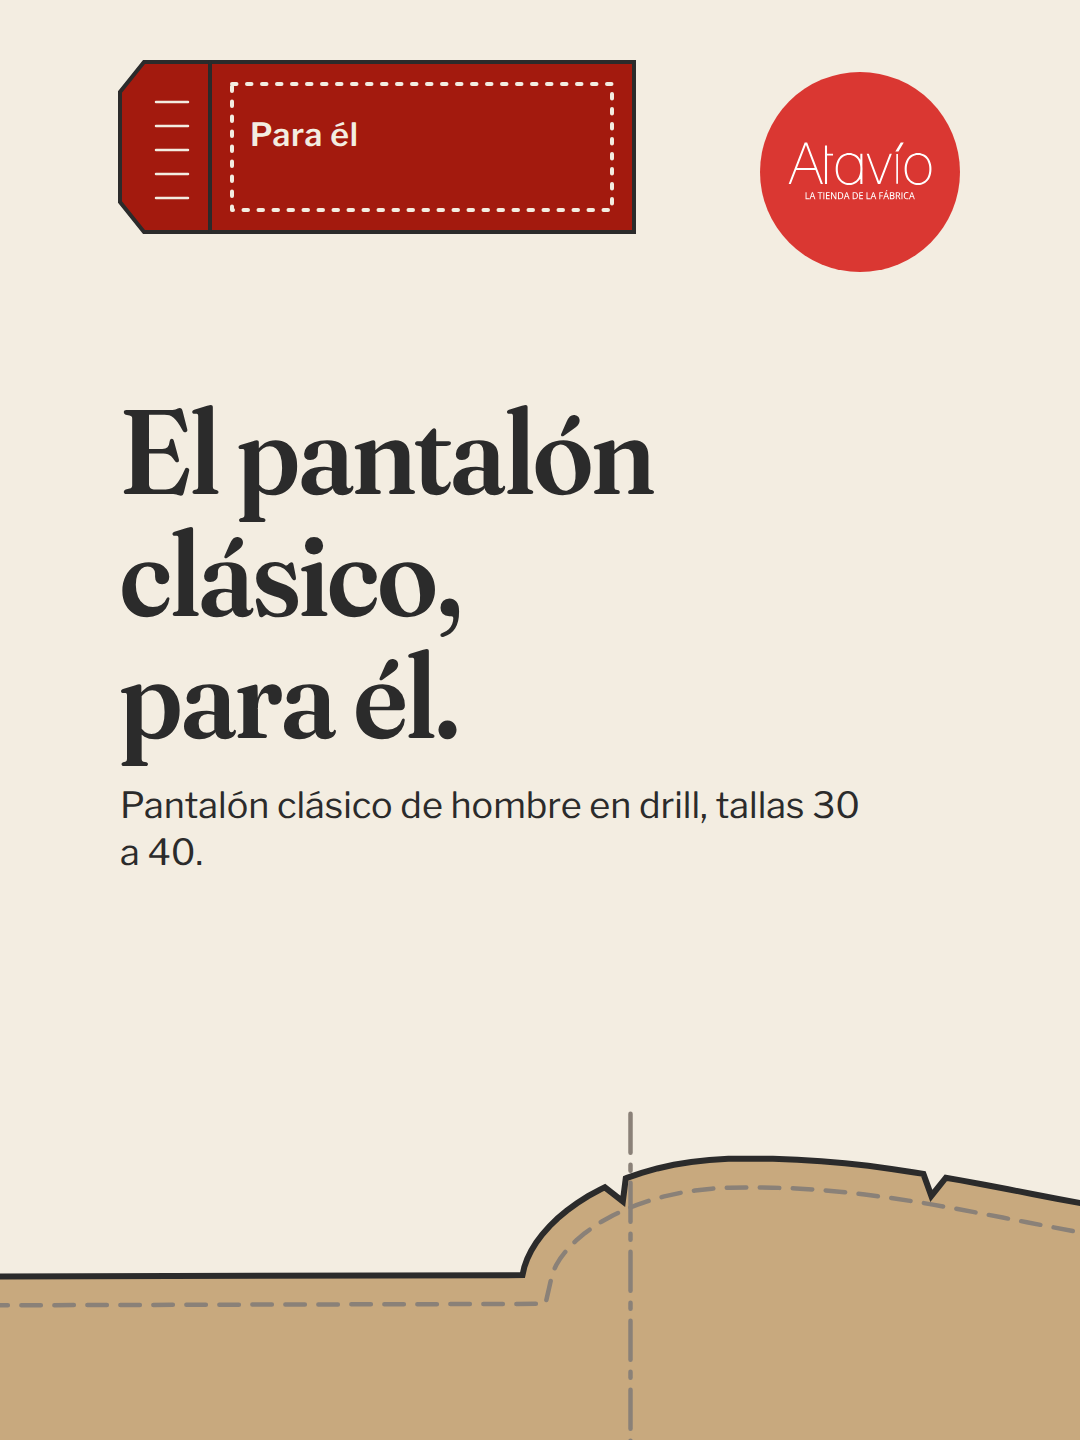 Para él
Atavío
LA TIENDA DE LA FÁBRICA
El pantalón
clásico,
para él.
Pantalón clásico de hombre en drill, tallas 30
a 40.